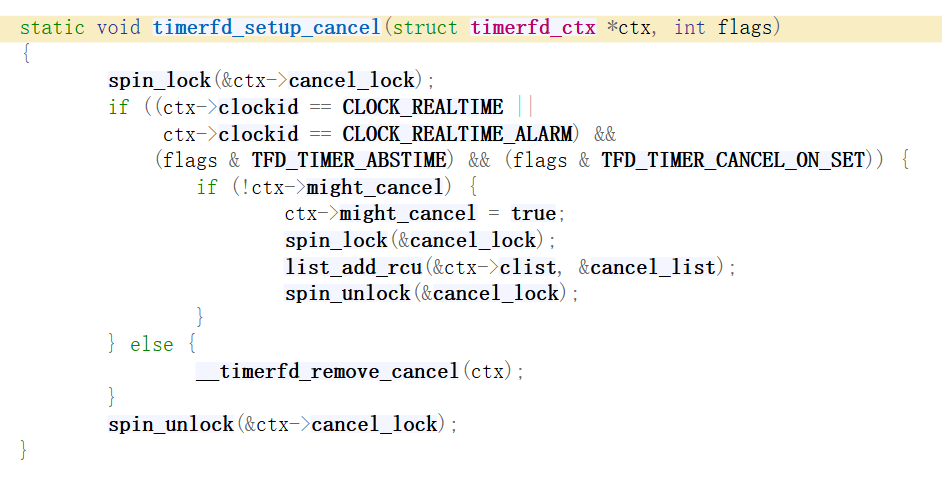 static void timerfd_setup_cancel(struct timerfd_ctx *ctx, int flags)
{
        spin_lock(&ctx->cancel_lock);
        if ((ctx->clockid == CLOCK_REALTIME ||
             ctx->clockid == CLOCK_REALTIME_ALARM) &&
            (flags & TFD_TIMER_ABSTIME) && (flags & TFD_TIMER_CANCEL_ON_SET)) {
                if (!ctx->might_cancel) {
                        ctx->might_cancel = true;
                        spin_lock(&cancel_lock);
                        list_add_rcu(&ctx->clist, &cancel_list);
                        spin_unlock(&cancel_lock);
                }
        } else {
                __timerfd_remove_cancel(ctx);
        }
        spin_unlock(&ctx->cancel_lock);
}